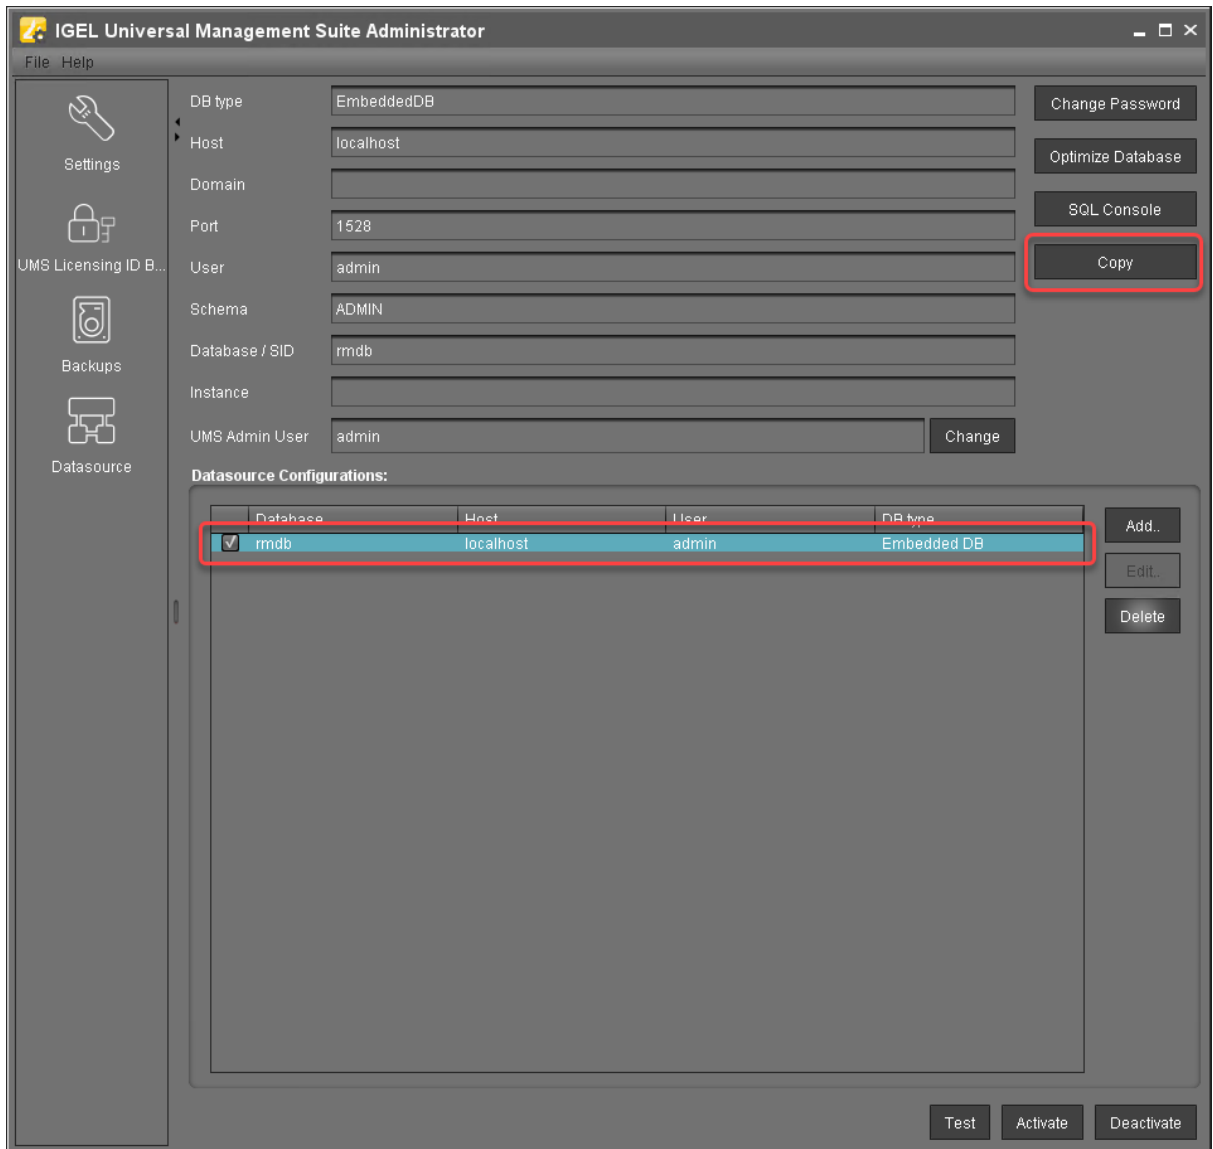 IGEL Universal Management Suite Administrator
File Help
Settings
UMS Licensing ID B...
Backups
Datasource
DB type EmbeddedDB
Host localhost
Domain
Port 1528
User admin
Schema ADMIN
Database / SID rmdb
Instance
UMS Admin User admin Change
Change Password
Optimize Database
SQL Console
Copy
Datasource Configurations:
Database Host User DB type
rmdb localhost admin Embedded DB
Add..
Edit..
Delete
Test Activate Deactivate